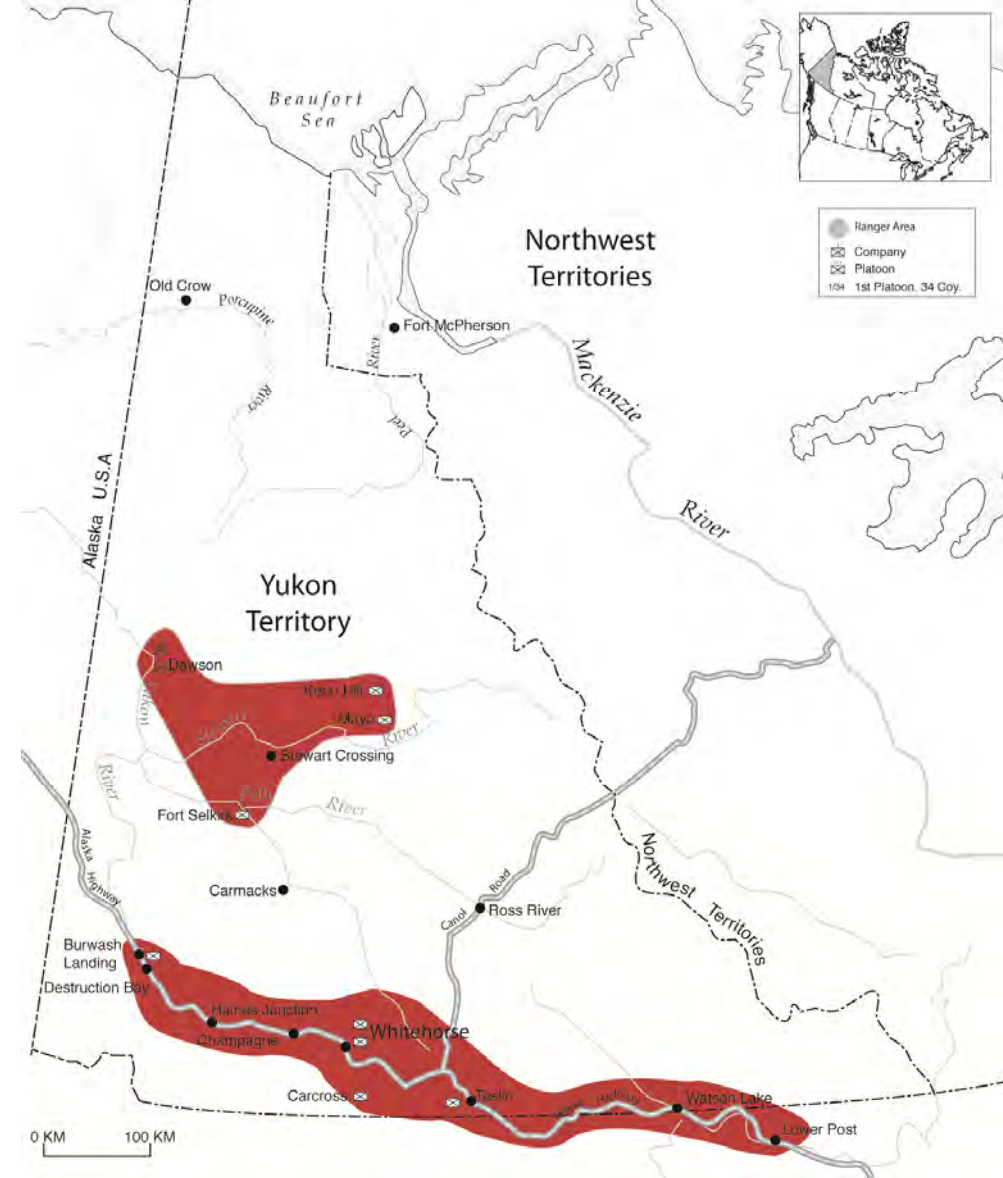 Beaufort
Sea
Northwest
Territories
Ranger Area
Company
Platoon
1/34 1st Platoon, 34 Coy.
Old Crow
Porcupine
River
Fort McPherson
River
Peel
Mackenzie
River
Alaska U.S.A
Yukon
Territory
Dawson
Yukon
Keno Hill
Mayo
Stewart
River
Stewart Crossing
River
Pelly
River
Fort Selkirk
Alaska Highway
Carmacks
Canol Road
Ross River
Northwest Territories
Burwash
Landing
Destruction Bay
Haines Junction
Champagne
Whitehorse
Carcross
Teslin
Alaska Highway
Watson Lake
Lower Post
0 KM 100 KM